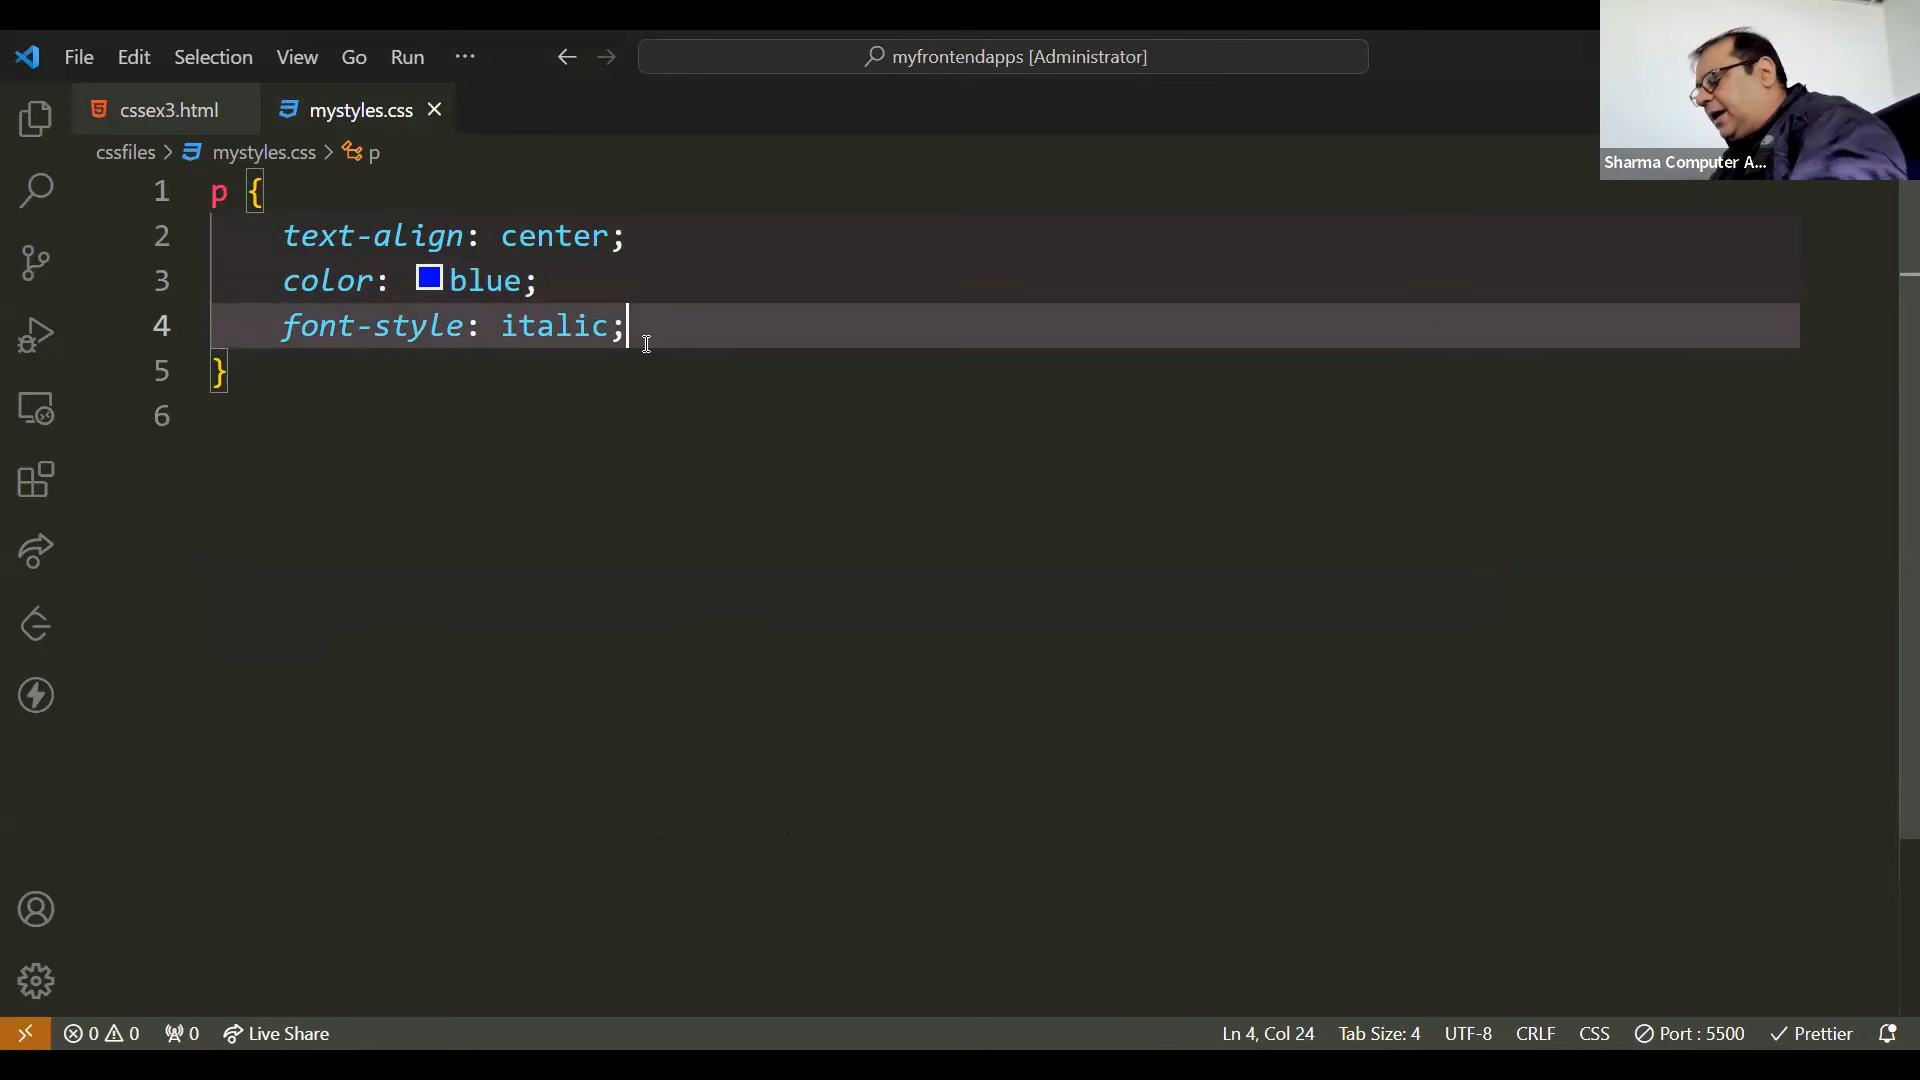 File Edit Selection View Go Run ··· myfrontendapps [Administrator]
cssex3.html mystyles.css
cssfiles > mystyles.css > p
Sharma Computer A...
1 p {
2 text-align: center;
3 color: blue;
4 font-style: italic;
5 }
6
0 0 0 Live Share Ln 4, Col 24 Tab Size: 4 UTF-8 CRLF CSS Port : 5500 Prettier